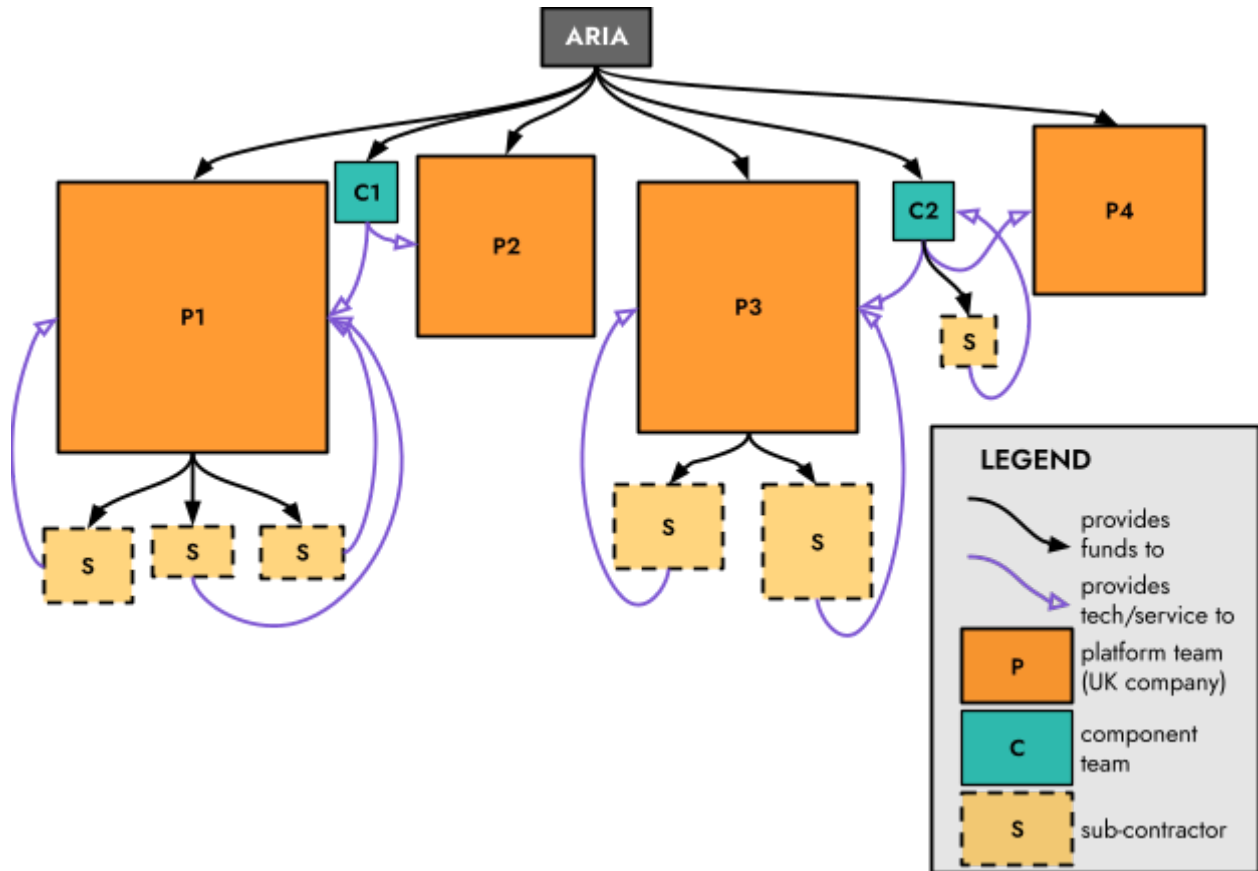 ARIA
C1
P2
P1
P3
C2
P4
S
S
S
S
S
S
LEGEND
provides
funds to
provides
tech/service to
P
platform team
(UK company)
C
component
team
S
sub-contractor